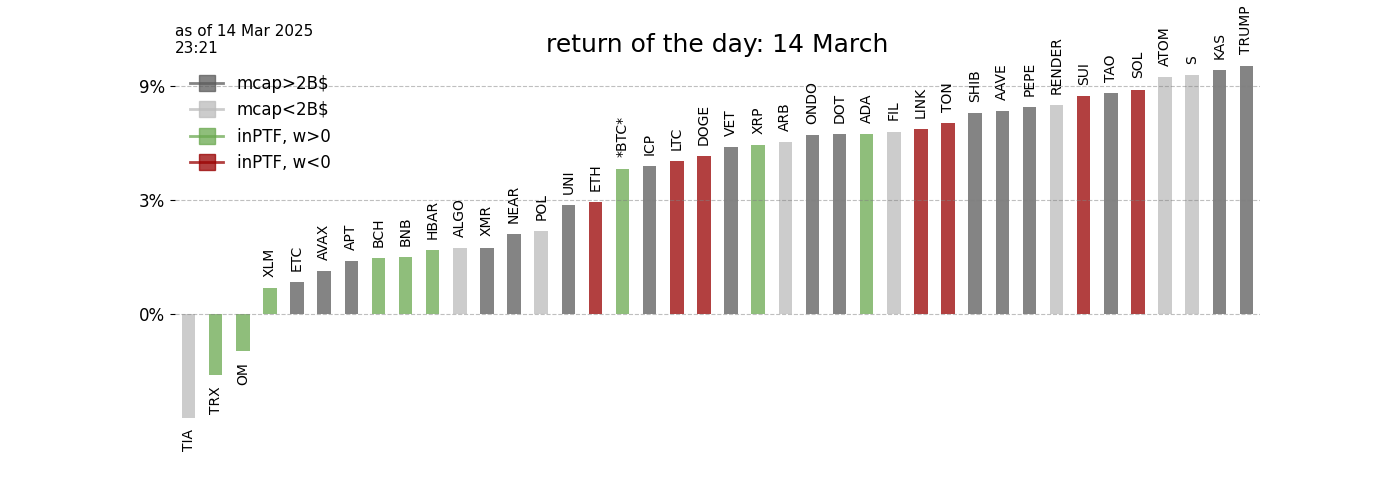 as of 14 Mar 2025
23:21
return of the day: 14 March
mcap>2B$
mcap<2B$
inPTF, w>0
inPTF, w<0
9%
3%
0%
TIA
TRX
OM
XLM
ETC
AVAX
APT
BCH
BNB
HBAR
ALGO
XMR
NEAR
POL
UNI
ETH
*BTC*
ICP
LTC
DOGE
VET
XRP
ARB
ONDO
DOT
ADA
FIL
LINK
TON
SHIB
AAVE
PEPE
RENDER
SUI
TAO
SOL
ATOM
S
KAS
TRUMP